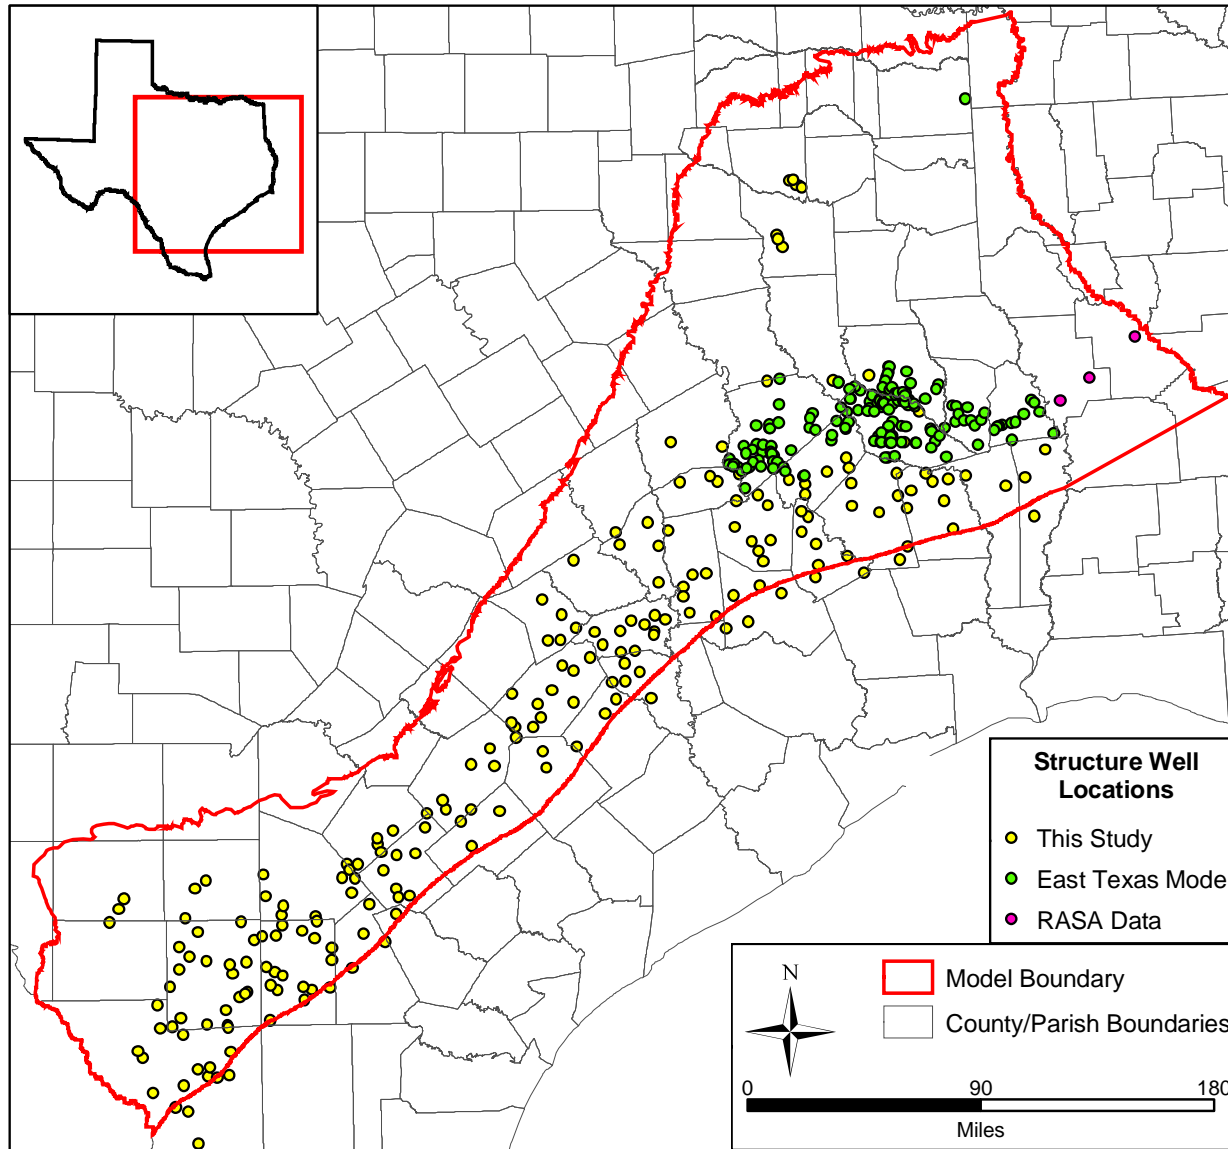 Structure Well
Locations
This Study
East Texas Mode
RASA Data
N
Model Boundary
County/Parish Boundaries
0 90 180
Miles